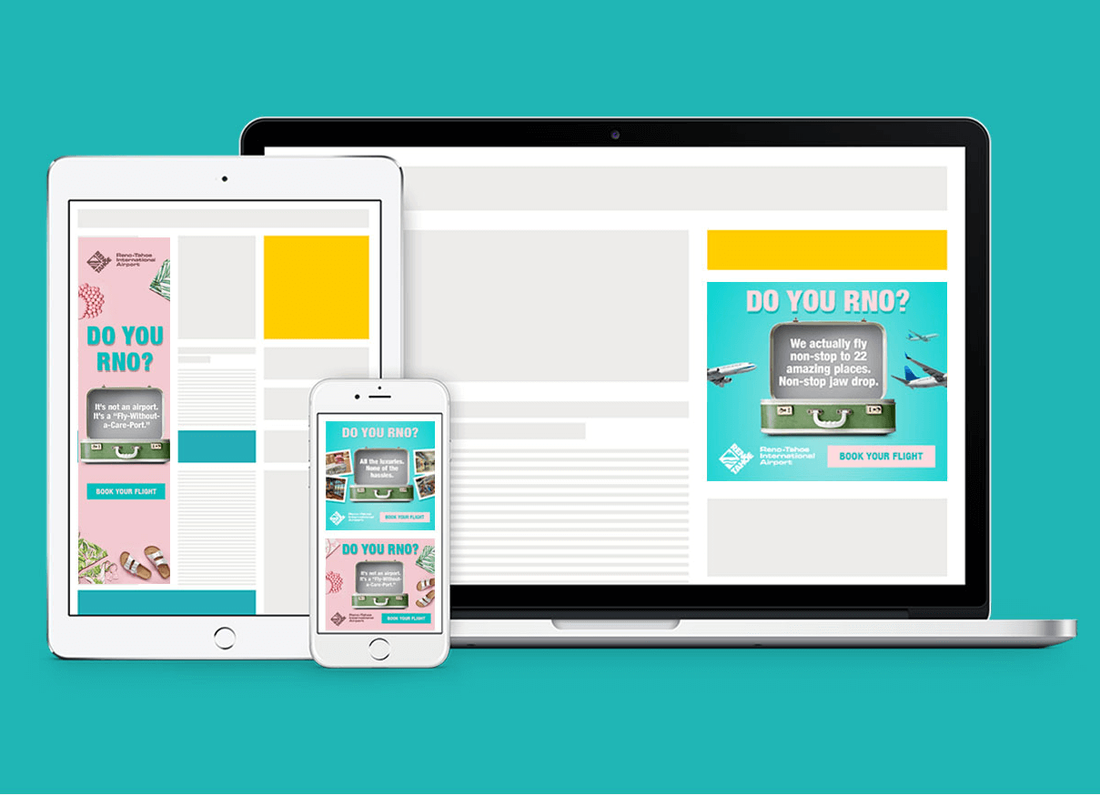 Reno-Tahoe
International
Airport
DO YOU
RNO?
It's not an airport.
It's a "Fly-Without-
a-Care-Port."
BOOK YOUR FLIGHT
DO YOU RNO?
All the luxuries.
None of the
hassles.
Reno-Tahoe
International
Airport
BOOK YOUR FLIGHT
DO YOU RNO?
It's not an airport.
It's a "Fly-Without-
a-Care-Port."
Reno-Tahoe
International
Airport
BOOK YOUR FLIGHT
DO YOU RNO?
We actually fly
non-stop to 22
amazing places.
Non-stop jaw drop.
RENO
TAHOE
Reno-Tahoe
International
Airport
BOOK YOUR FLIGHT